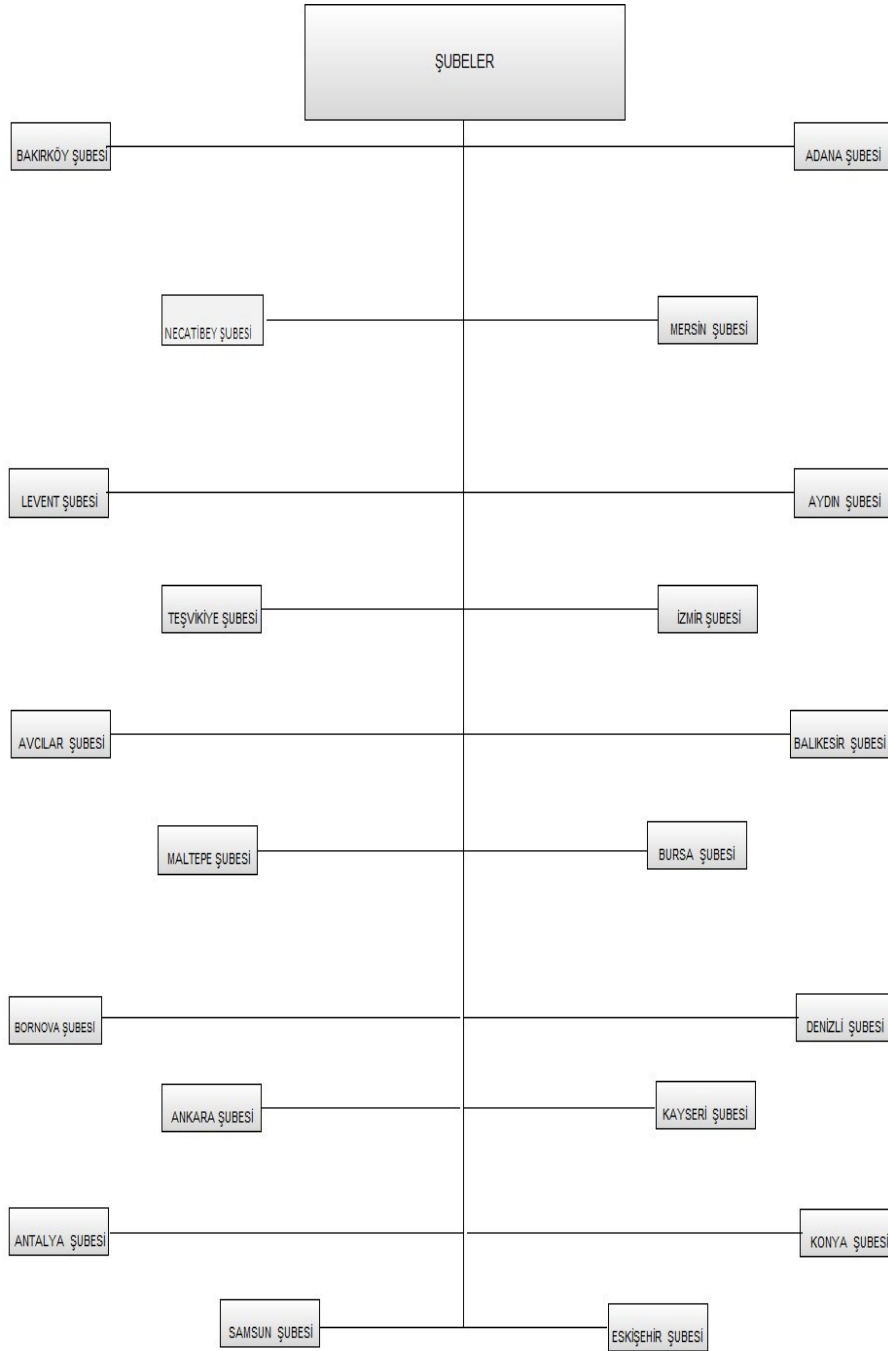 ŞUBELER
BAKIRKÖY ŞUBESİ
ADANA ŞUBESİ
NECATİBEY ŞUBESİ
MERSİN ŞUBESİ
LEVENT ŞUBESİ
AYDIN ŞUBESİ
TEŞVİKİYE ŞUBESİ
İZMİR ŞUBESİ
AVCILAR ŞUBESİ
BALIKESİR ŞUBESİ
MALTEPE ŞUBESİ
BURSA ŞUBESİ
BORNOVA ŞUBESİ
DENİZLİ ŞUBESİ
ANKARA ŞUBESİ
KAYSERİ ŞUBESİ
ANTALYA ŞUBESİ
KONYA ŞUBESİ
SAMSUN ŞUBESİ
ESKİŞEHİR ŞUBESİ